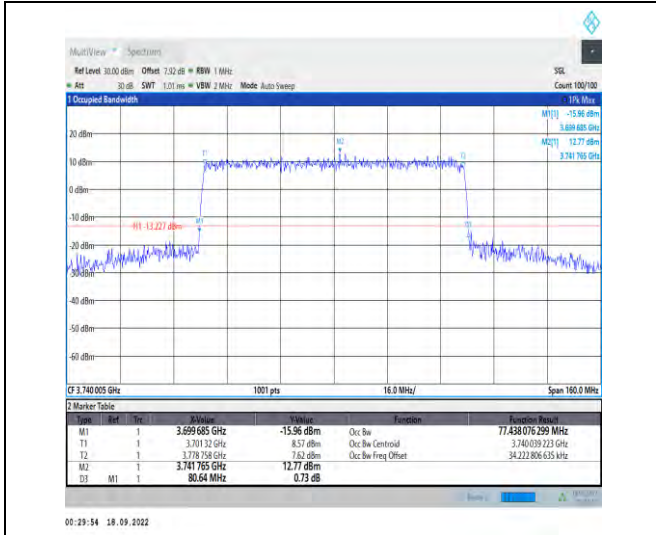 MultiView Spectrum
Ref Level 30.00 dBm Offset 7.92 dB RBW 1 MHz SGL
Att 30 dB SWT 1.01 ms VBW 2 MHz Mode Auto Sweep Count 100/100
1 Occupied Bandwidth 1Pk Max
M1[1] -15.96 dBm
3.699 685 GHz
M2[1] 12.77 dBm
3.741 765 GHz
20 dBm
M2
T1 T2
10 dBm
0 dBm
-10 dBm
H1 -13.227 dBm M1
-20 dBm
-30 dBm
-40 dBm
-50 dBm
-60 dBm
CF 3.740 005 GHz 1001 pts 16.0 MHz/ Span 160.0 MHz
2 Marker Table
Type Ref Trc X-Value Y-Value Function Function Result
M1 1 3.699 685 GHz -15.96 dBm Occ Bw 77.438 076 299 MHz
T1 1 3.701 32 GHz 8.57 dBm Occ Bw Centroid 3.740 039 223 GHz
T2 1 3.778 758 GHz 7.62 dBm Occ Bw Freq Offset 34.222 806 635 kHz
M2 1 3.741 765 GHz 12.77 dBm
D3 M1 1 80.64 MHz 0.73 dB
00:29:54 18.09.2022